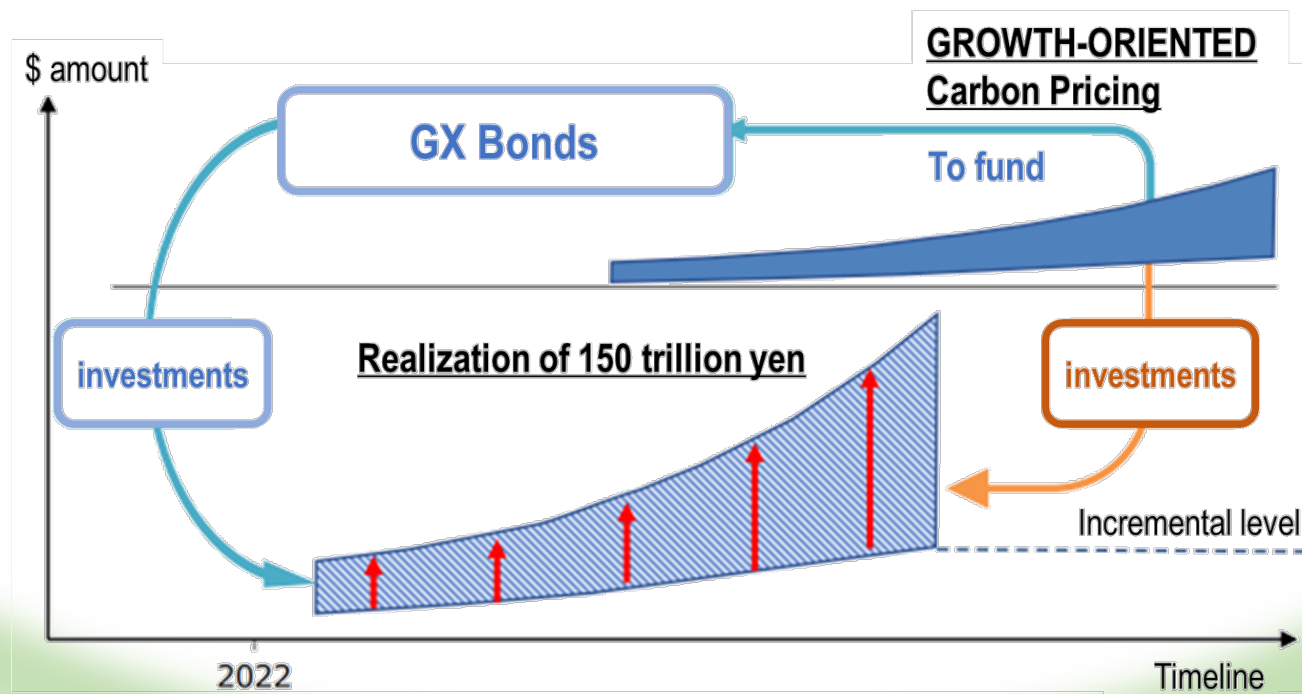 $ amount
GROWTH-ORIENTED
Carbon Pricing
GX Bonds
To fund
investments
Realization of 150 trillion yen
investments
Incremental level
2022
Timeline